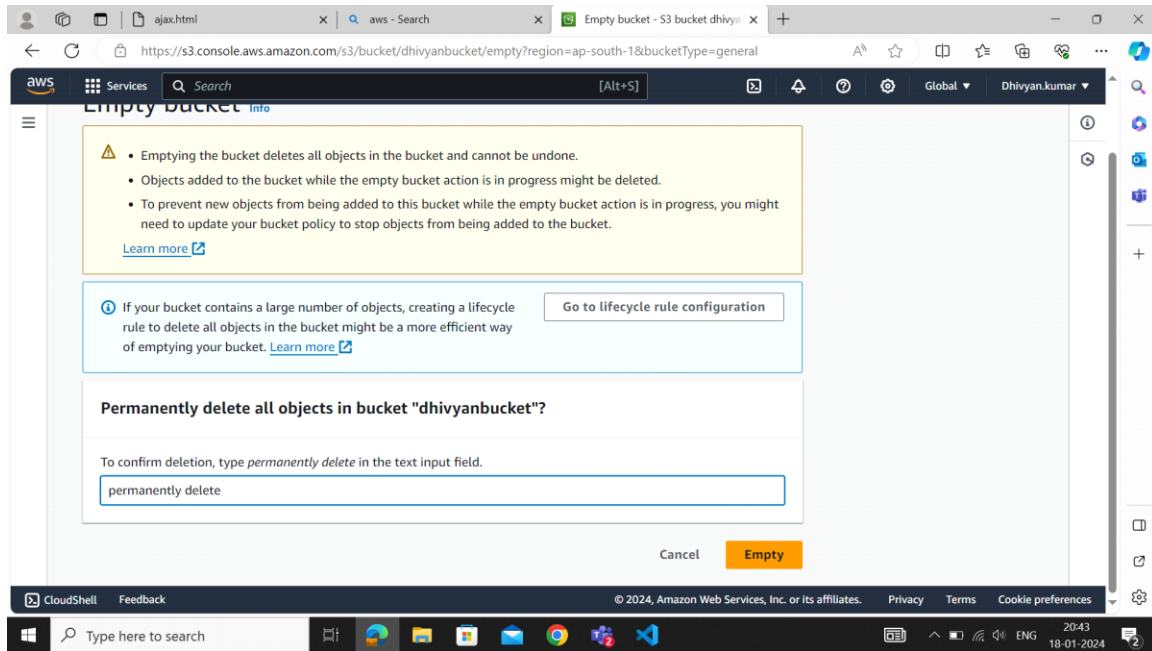 ajax.html
aws - Search
Empty bucket - S3 bucket dhivya
https://s3.console.aws.amazon.com/s3/bucket/dhivyanbucket/empty?region=ap-south-1&bucketType=general
aws
Services
Search
[Alt+S]
Global
Dhivyan.kumar
Empty bucket Info
• Emptying the bucket deletes all objects in the bucket and cannot be undone.
• Objects added to the bucket while the empty bucket action is in progress might be deleted.
• To prevent new objects from being added to this bucket while the empty bucket action is in progress, you might
need to update your bucket policy to stop objects from being added to the bucket.
Learn more
If your bucket contains a large number of objects, creating a lifecycle
rule to delete all objects in the bucket might be a more efficient way
of emptying your bucket. Learn more
Go to lifecycle rule configuration
Permanently delete all objects in bucket "dhivyanbucket"?
To confirm deletion, type permanently delete in the text input field.
permanently delete
Cancel
Empty
CloudShell
Feedback
© 2024, Amazon Web Services, Inc. or its affiliates.
Privacy
Terms
Cookie preferences
Type here to search
ENG
20:43
18-01-2024
2